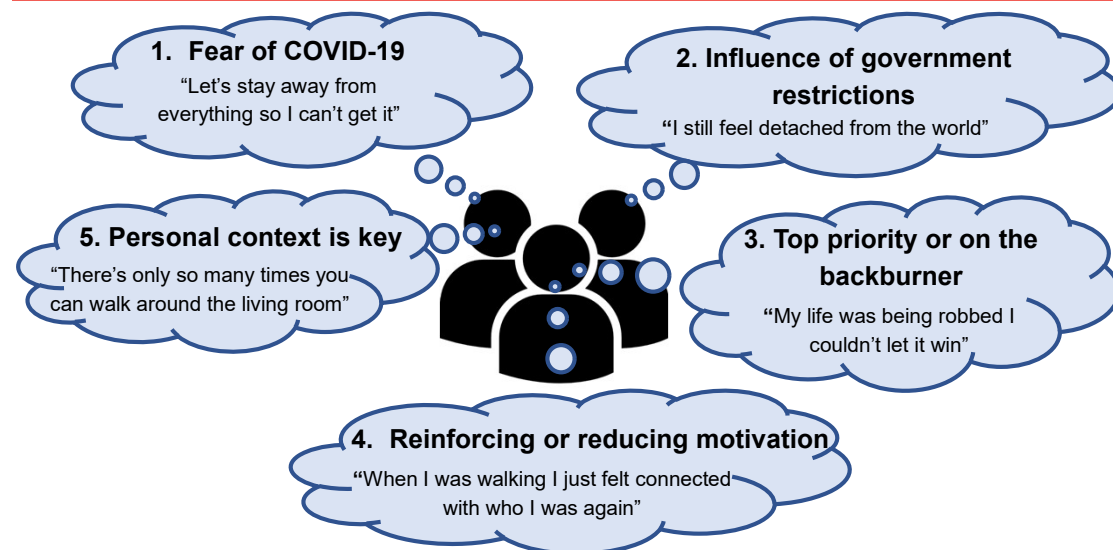 1. Fear of COVID-19
“Let’s stay away from
everything so I can’t get it”
2. Influence of government
restrictions
“I still feel detached from the world”
3. Top priority or on the
backburner
“My life was being robbed I
couldn’t let it win”
4. Reinforcing or reducing motivation
“When I was walking I just felt connected
with who I was again”
5. Personal context is key
“There’s only so many times you
can walk around the living room”